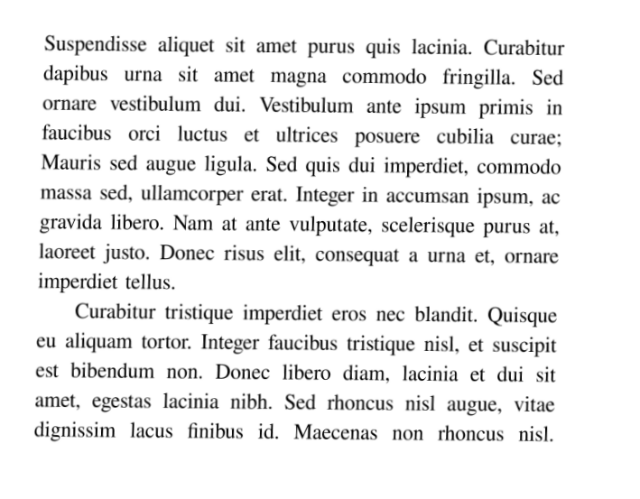 Suspendisse aliquet sit amet purus quis lacinia. Curabitur
dapibus urna sit amet magna commodo fringilla. Sed
ornare vestibulum dui. Vestibulum ante ipsum primis in
faucibus orci luctus et ultrices posuere cubilia curae;
Mauris sed augue ligula. Sed quis dui imperdiet, commodo
massa sed, ullamcorper erat. Integer in accumsan ipsum, ac
gravida libero. Nam at ante vulputate, scelerisque purus at,
laoreet justo. Donec risus elit, consequat a urna et, ornare
imperdiet tellus.
Curabitur tristique imperdiet eros nec blandit. Quisque
eu aliquam tortor. Integer faucibus tristique nisl, et suscipit
est bibendum non. Donec libero diam, lacinia et dui sit
amet, egestas lacinia nibh. Sed rhoncus nisl augue, vitae
dignissim lacus finibus id. Maecenas non rhoncus nisl.